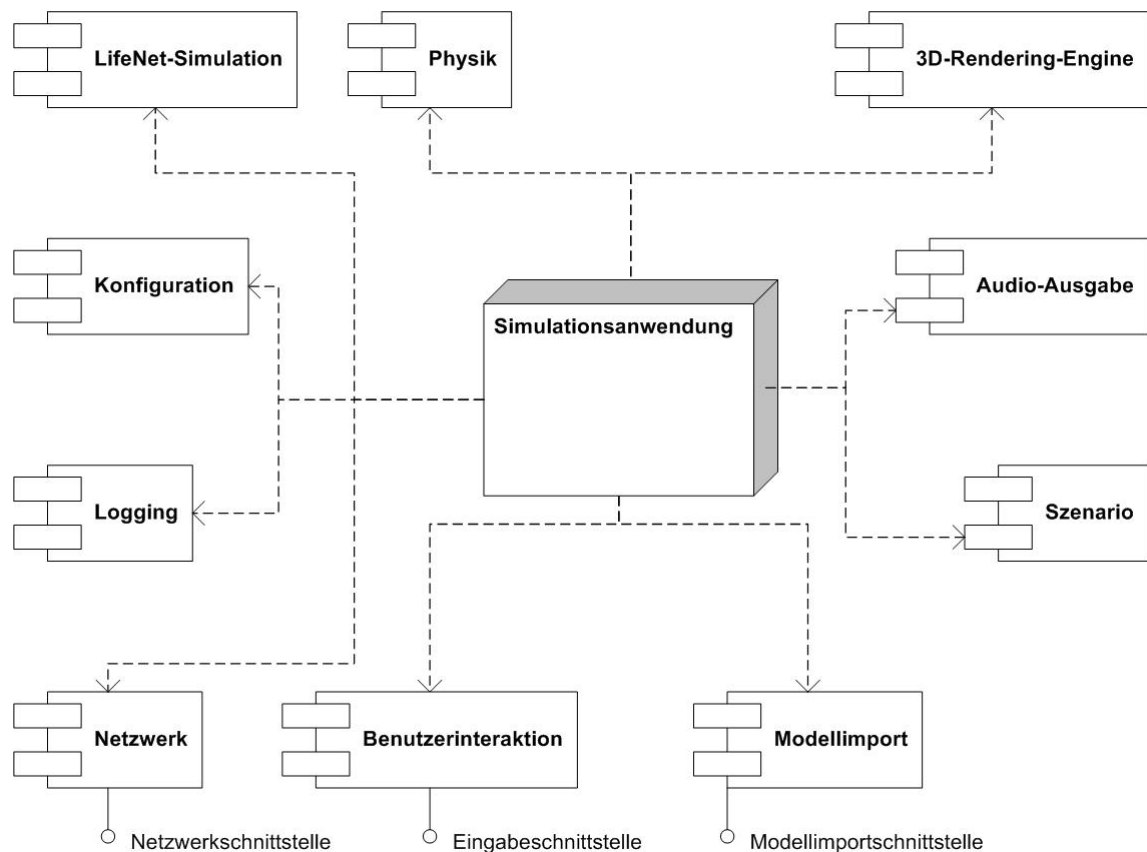 LifeNet-Simulation
Physik
3D-Rendering-Engine
Konfiguration
Simulationsanwendung
Audio-Ausgabe
Logging
Szenario
Netzwerk
Benutzerinteraktion
Modellimport
Netzwerkschnittstelle
Eingabeschnittstelle
Modellimportschnittstelle